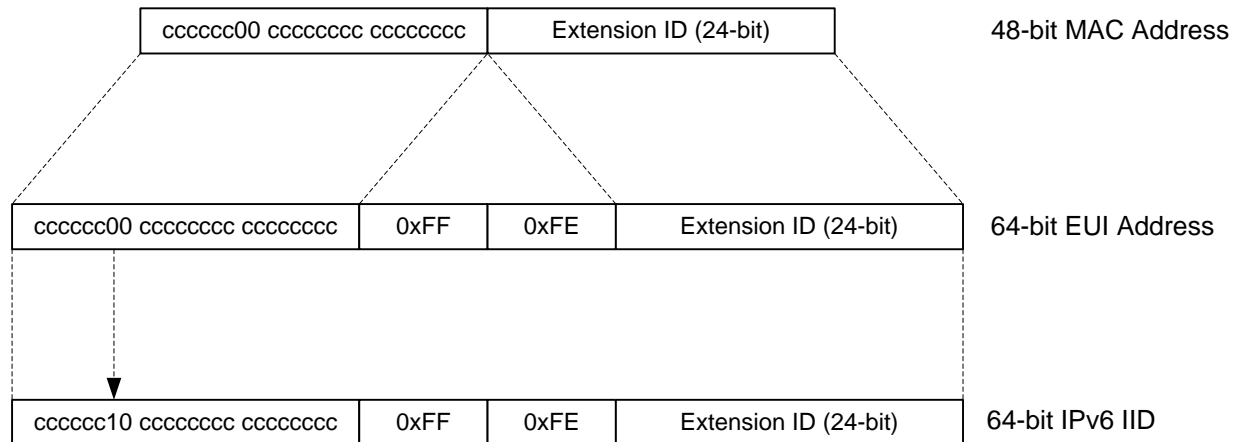 cccccc00 cccccccc cccccccc Extension ID (24-bit) 48-bit MAC Address
cccccc00 cccccccc cccccccc 0xFF 0xFE Extension ID (24-bit) 64-bit EUI Address
cccccc10 cccccccc cccccccc 0xFF 0xFE Extension ID (24-bit) 64-bit IPv6 IID